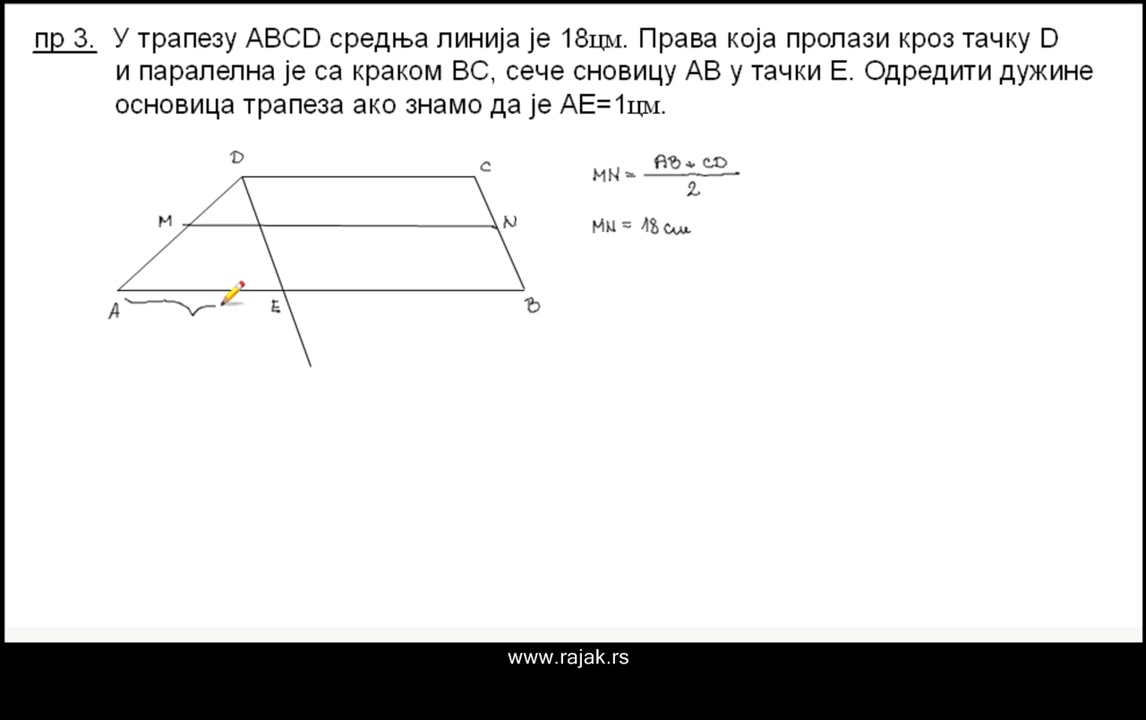 пр 3. У трапезу ABCD средња линија је 18цм. Права која пролази кроз тачку D
и паралелна је са краком BC, сече сновицу AB у тачки E. Одредити дужине
основица трапеза ако знамо да је AE=1цм.
D
C
MN = AB + CD
2
M
N
MN = 18 cm
A
E
B
www.rajak.rs